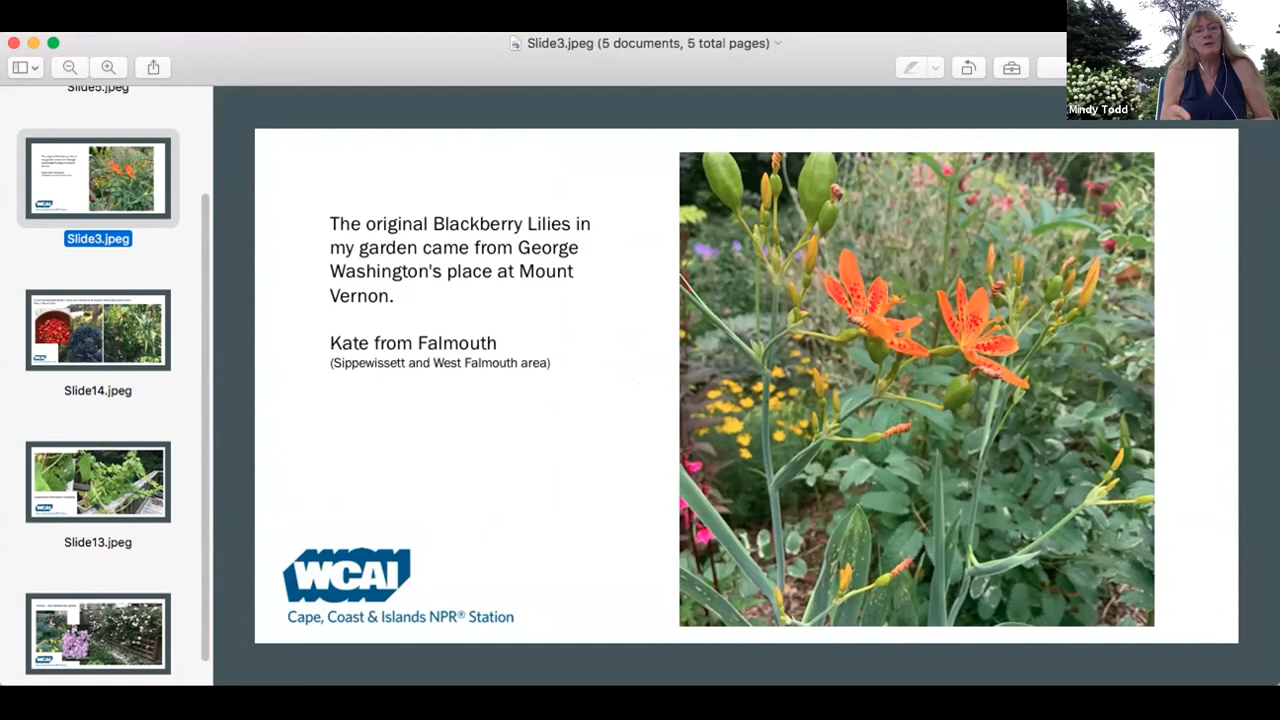 Slide3.jpeg (5 documents, 5 total pages)
Mindy Todd
Slide5.jpeg
Slide3.jpeg
Slide14.jpeg
Slide13.jpeg
The original Blackberry Lilies in
my garden came from George
Washington's place at Mount
Vernon.
Kate from Falmouth
(Sippewissett and West Falmouth area)
WCAI
Cape, Coast & Islands NPR® Station